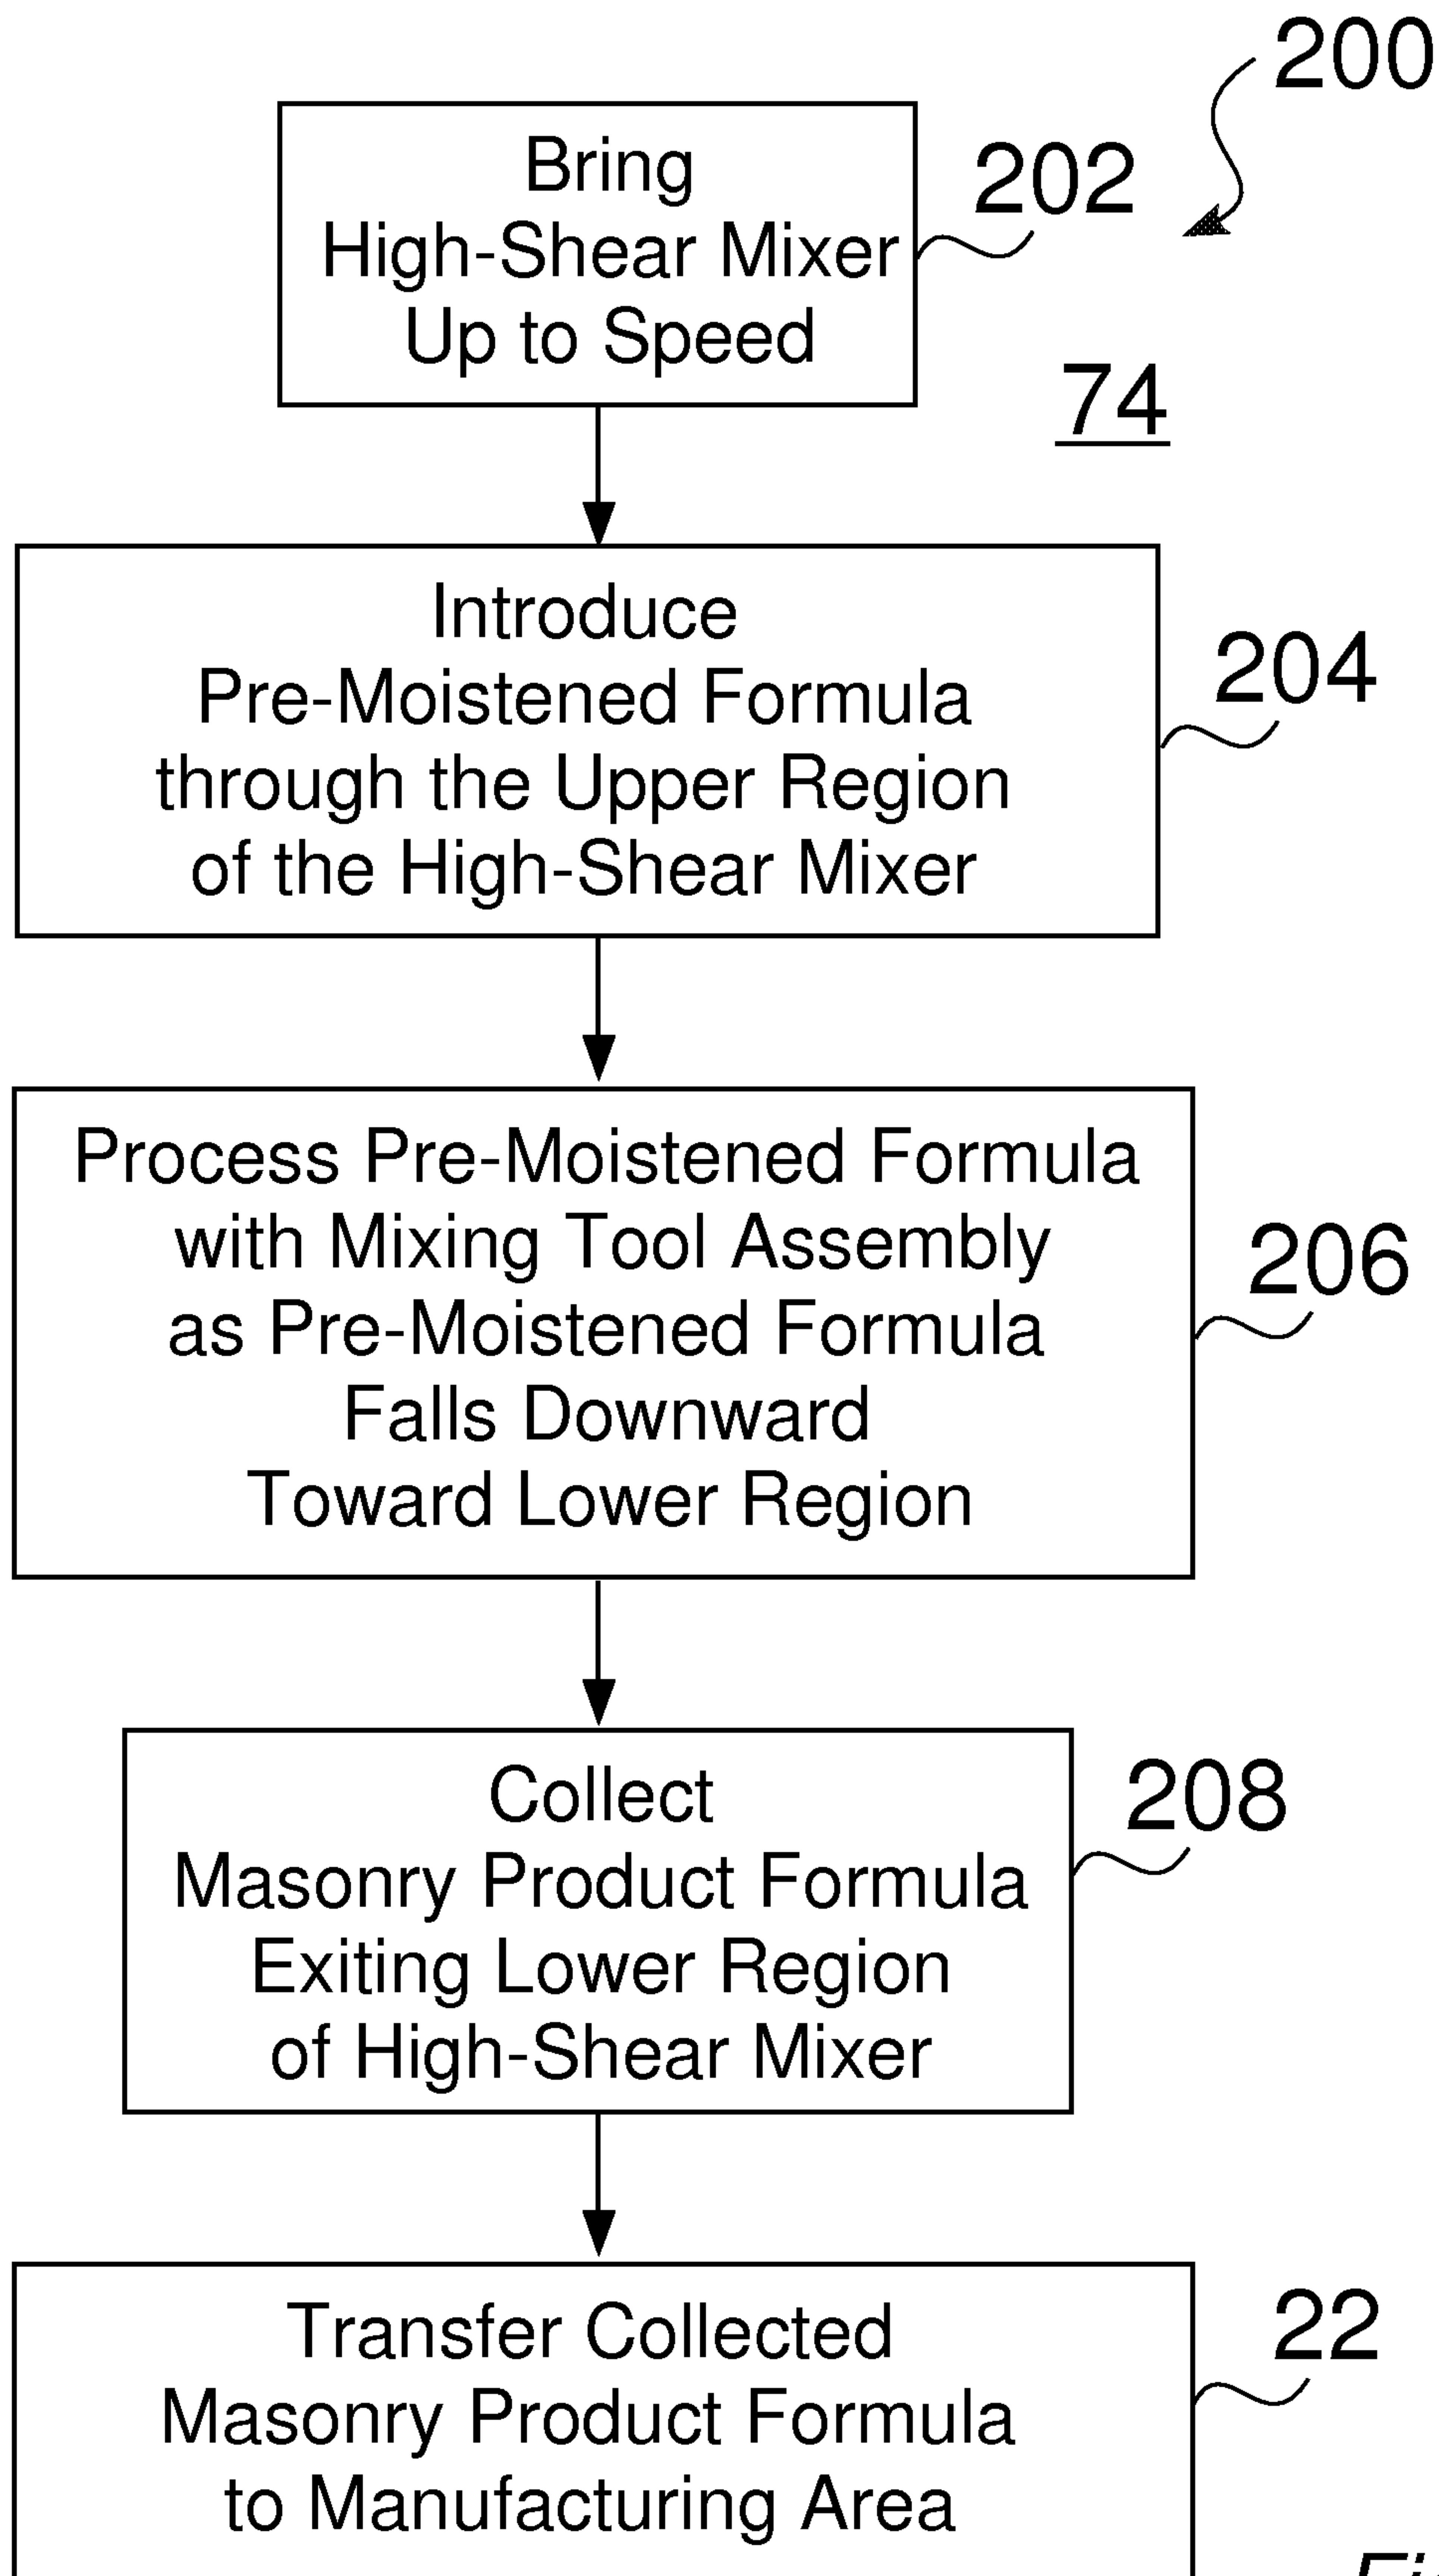 200
Bring
High-Shear Mixer
Up to Speed
202
74
Introduce
Pre-Moistened Formula
through the Upper Region
of the High-Shear Mixer
204
Process Pre-Moistened Formula
with Mixing Tool Assembly
as Pre-Moistened Formula
Falls Downward
Toward Lower Region
206
Collect
Masonry Product Formula
Exiting Lower Region
of High-Shear Mixer
208
Transfer Collected
Masonry Product Formula
to Manufacturing Area
22